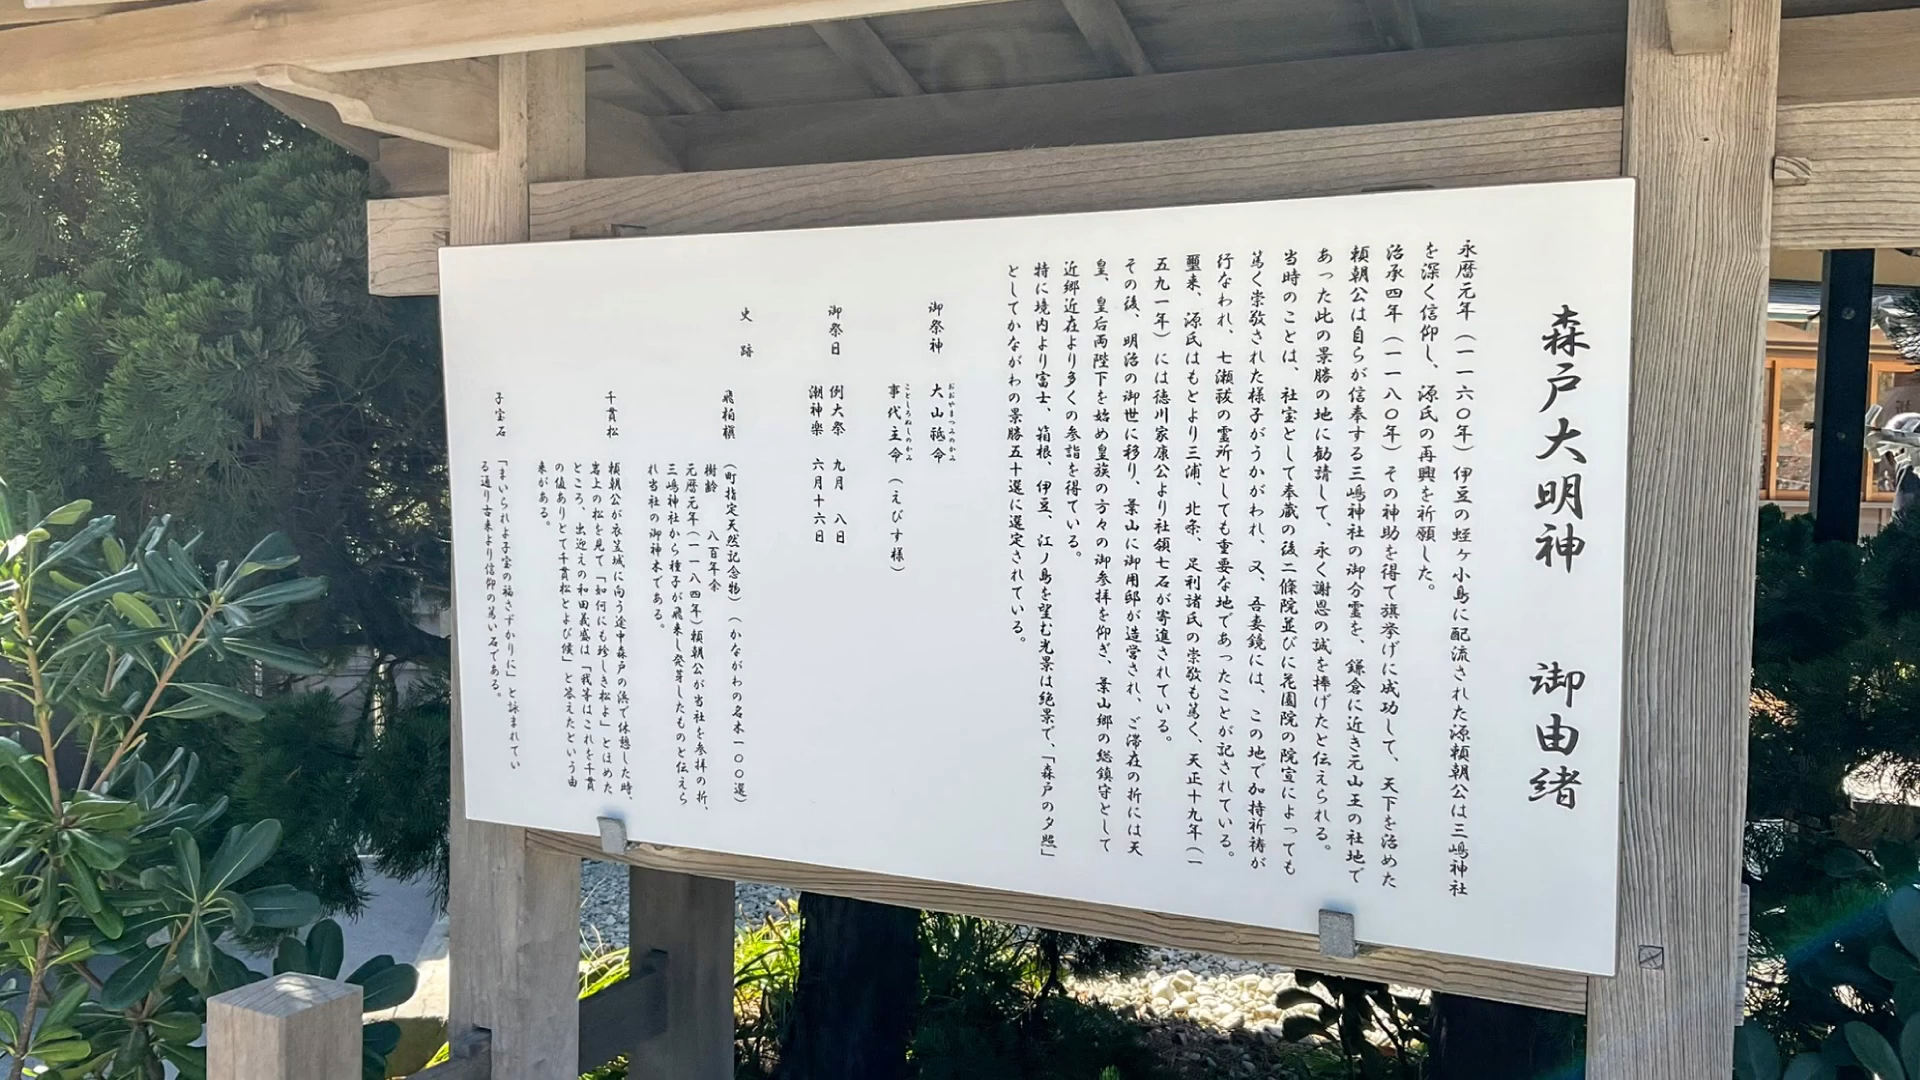 森戸大明神 御由緒
永暦元年（一一六〇年）伊豆の蛭ヶ小島に配流された源頼朝公は三嶋神社
を深く信仰し、源氏の再興を祈願した。
治承四年（一一八〇年）その神助を得て旗挙げに成功して、天下を治めた
頼朝公は自らが信奉する三嶋神社の御分霊を、鎌倉に近き元山王の社地で
あった此の景勝の地に勧請して、永く謝恩の誠を捧げたと伝えられる。
当時のことは、社宝として奉蔵の後二條院並びに花園院の院宣によっても
篤く崇敬された様子がうかがわれ、又、吾妻鏡には、この地で加持祈祷が
行なわれ、七瀬祓の霊所としても重要な地であったことが記されている。
爾来、源氏はもとより三浦、北条、足利諸氏の崇敬も篤く、天正十九年（一
五九一年）には徳川家康公より社領七石が寄進されている。
その後、明治の御世に移り、葉山に御用邸が造営され、ご滞在の折には天
皇、皇后両陛下を始め皇族の方々の御参拝を仰ぎ、葉山郷の総鎮守として
近郷近在より多くの参詣を得ている。
特に境内より富士、箱根、伊豆、江ノ島を望む光景は絶景で、「森戸の夕照」
としてかながわの景勝五十選に選定されている。
御祭神 大山祇命
おおやまつみのかみ
事代主命（えびす様）
ことしろぬしのかみ
御祭日 例大祭 九月 八日
潮神楽 六月十六日
史跡 飛柏槇 （町指定天然記念物）（かながわの名木一〇〇選）
樹齢 八百年余
元暦元年（一一八四年）頼朝公が当社を参拝の折、
三嶋神社から種子が飛来し発芽したものと伝えら
れ当社の御神木である。
千貫松 頼朝公が衣笠城に向う途中森戸の浜で休憩した時、
岩上の松を見て「如何にも珍しき松よ」とほめた
ところ、出迎えの和田義盛は「我等はこれを千貫
の値ありとて千貫松とよび候」と答えたという由
来がある。
子宝石 「まいられよ子宝の福さずかりに」と詠まれてい
る通り古来より信仰の篤い石である。